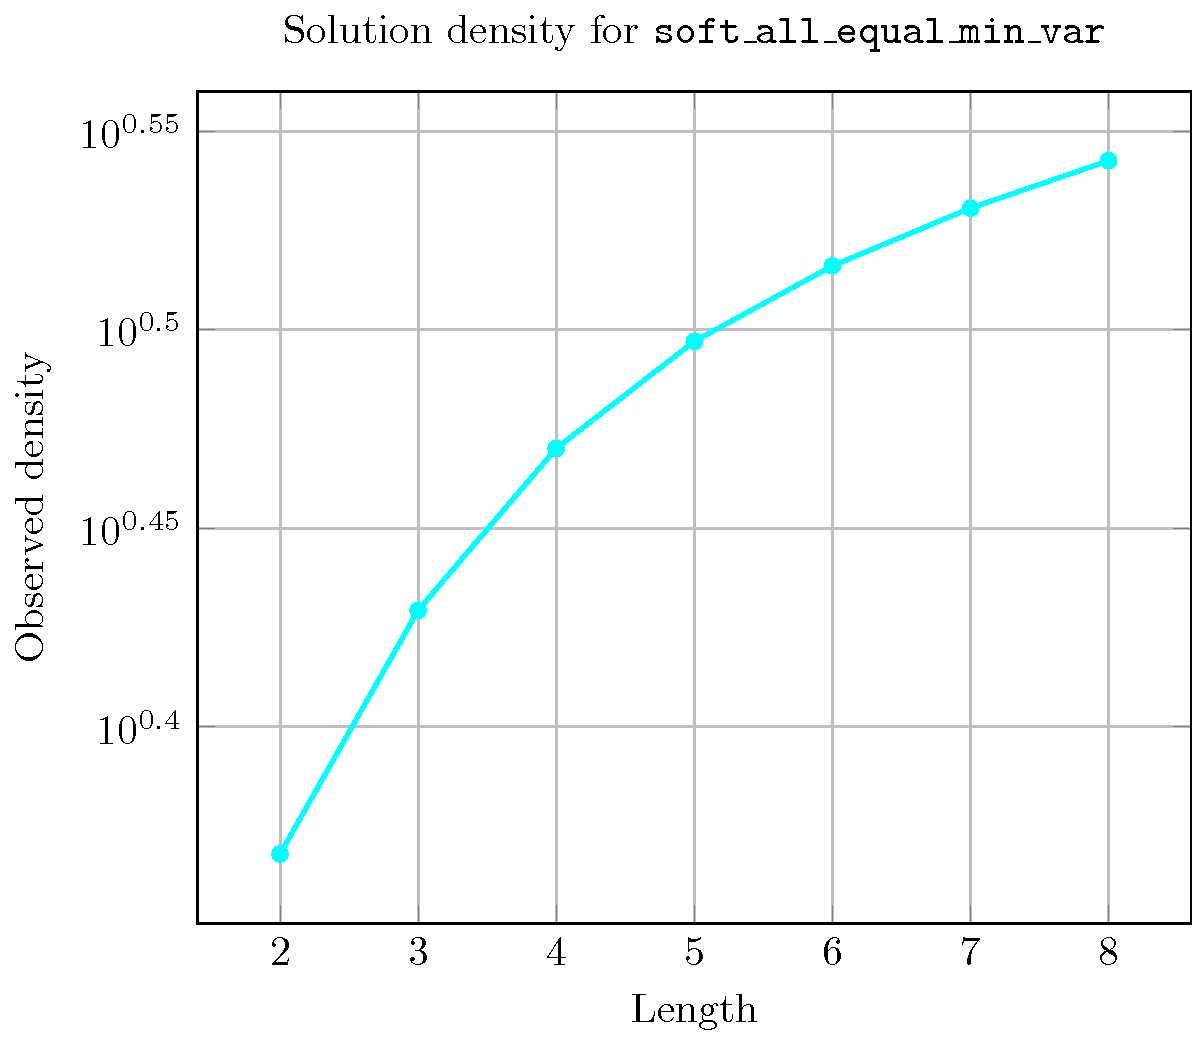 Solution density for soft_all_equal_min_var
10^0.55
10^0.5
10^0.45
10^0.4
Observed density
2 3 4 5 6 7 8
Length